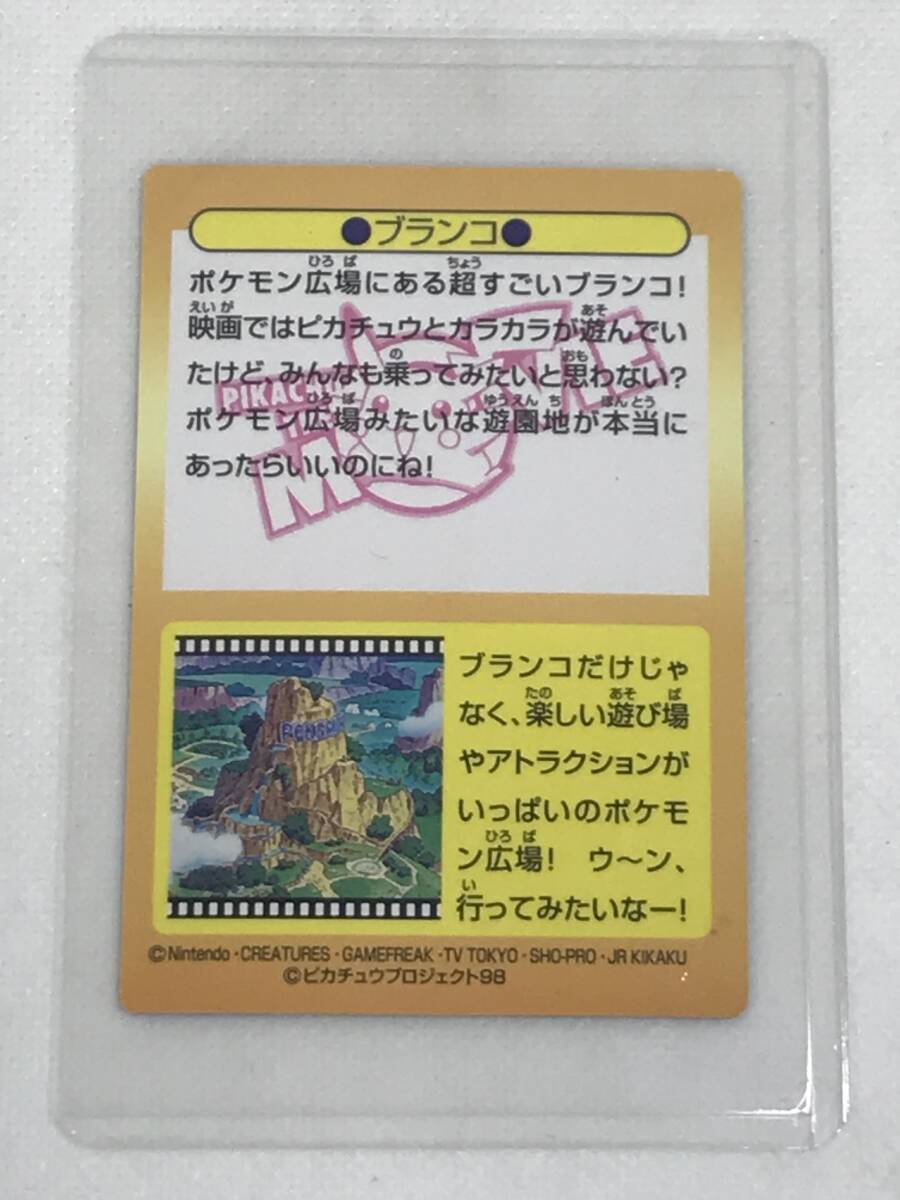 ●ブランコ●
ポケモン広場にある超すごいブランコ!
映画ではピカチュウとカラカラが遊んでい
たけど、みんなも乗ってみたいと思わない?
ポケモン広場みたいな遊園地が本当に
あったらいいのにね!
PIKACHU
THE
MOVIE
ブランコだけじゃ
なく、楽しい遊び場
やアトラクションが
いっぱいのポケモ
ン広場! ウ〜ン、
行ってみたいなー!
©Nintendo・CREATURES・GAMEFREAK・TV TOKYO・SHO-PRO・JR KIKAKU
©ピカチュウプロジェクト98